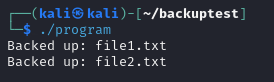 ┌──(kali㉿kali)-[~/backuptest]
└─$ ./program
Backed up: file1.txt
Backed up: file2.txt